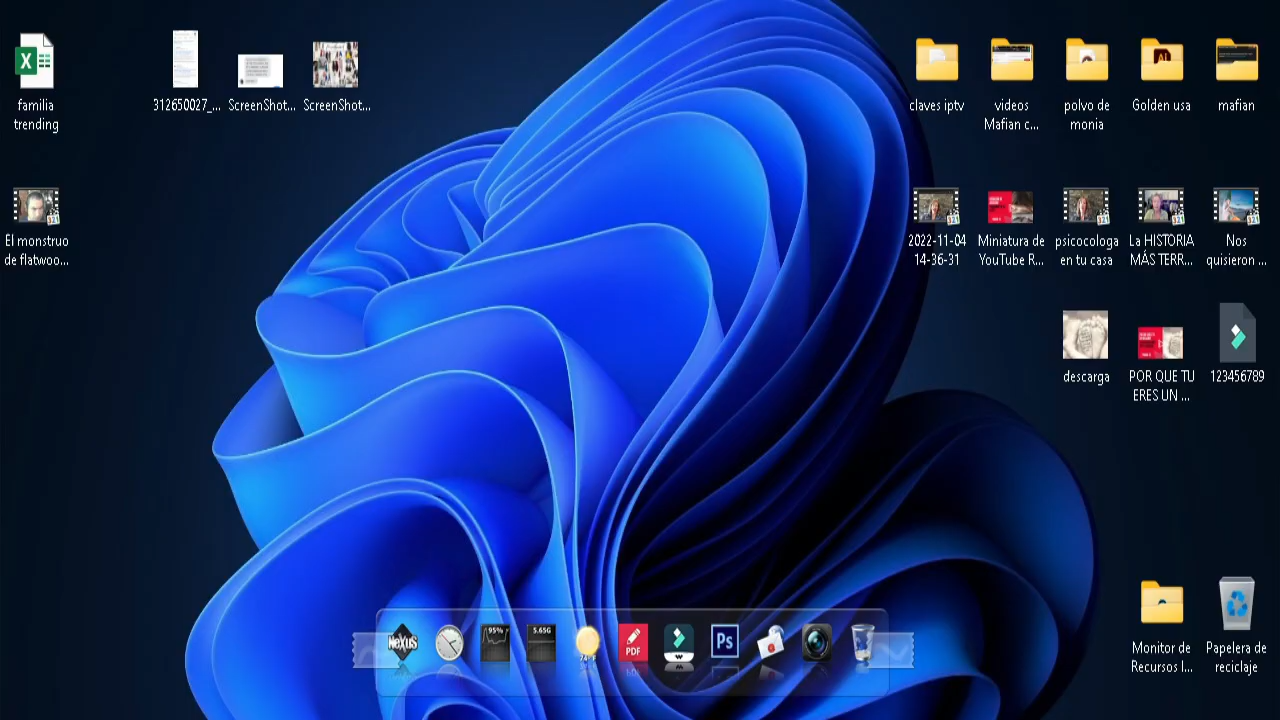 familia
trending
312650027_...
ScreenShot...
ScreenShot...
claves iptv
videos
Mafian c...
polvo de
monia
Golden usa
mafian
El monstruo
de flatwoo...
2022-11-04
14-36-31
Miniatura de
YouTube R...
psicocologa
en tu casa
La HISTORIA
MÁS TERR...
Nos
quisieron ...
descarga
POR QUE TU
ERES UN ...
123456789
Monitor de
Recursos I...
Papelera de
reciclaje
NeXuS
95%
5.65G
PDF
Ps